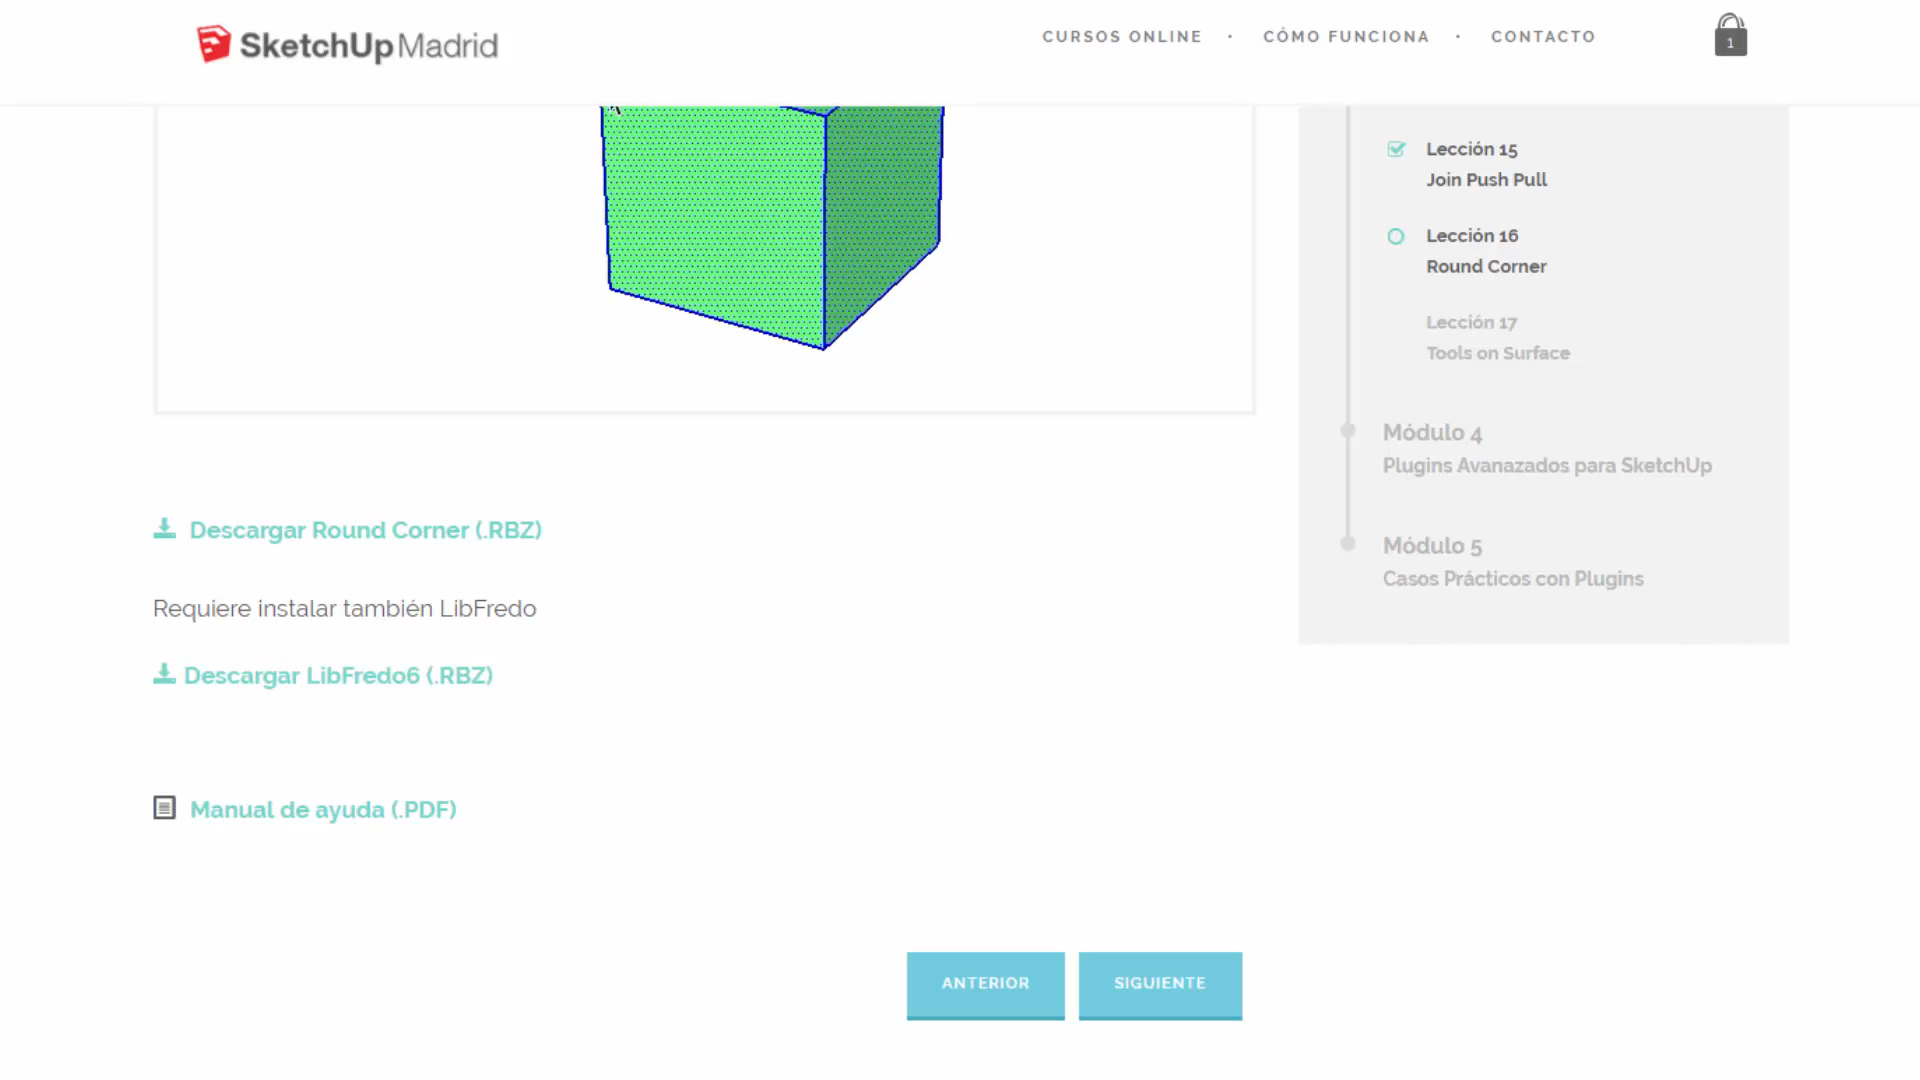 SketchUp Madrid
CURSOS ONLINE · CÓMO FUNCIONA · CONTACTO
1
Lección 15
Join Push Pull
Lección 16
Round Corner
Lección 17
Tools on Surface
Módulo 4
Plugins Avanazados para SketchUp
Módulo 5
Casos Prácticos con Plugins
Descargar Round Corner (.RBZ)
Requiere instalar también LibFredo
Descargar LibFredo6 (.RBZ)
Manual de ayuda (.PDF)
ANTERIOR
SIGUIENTE